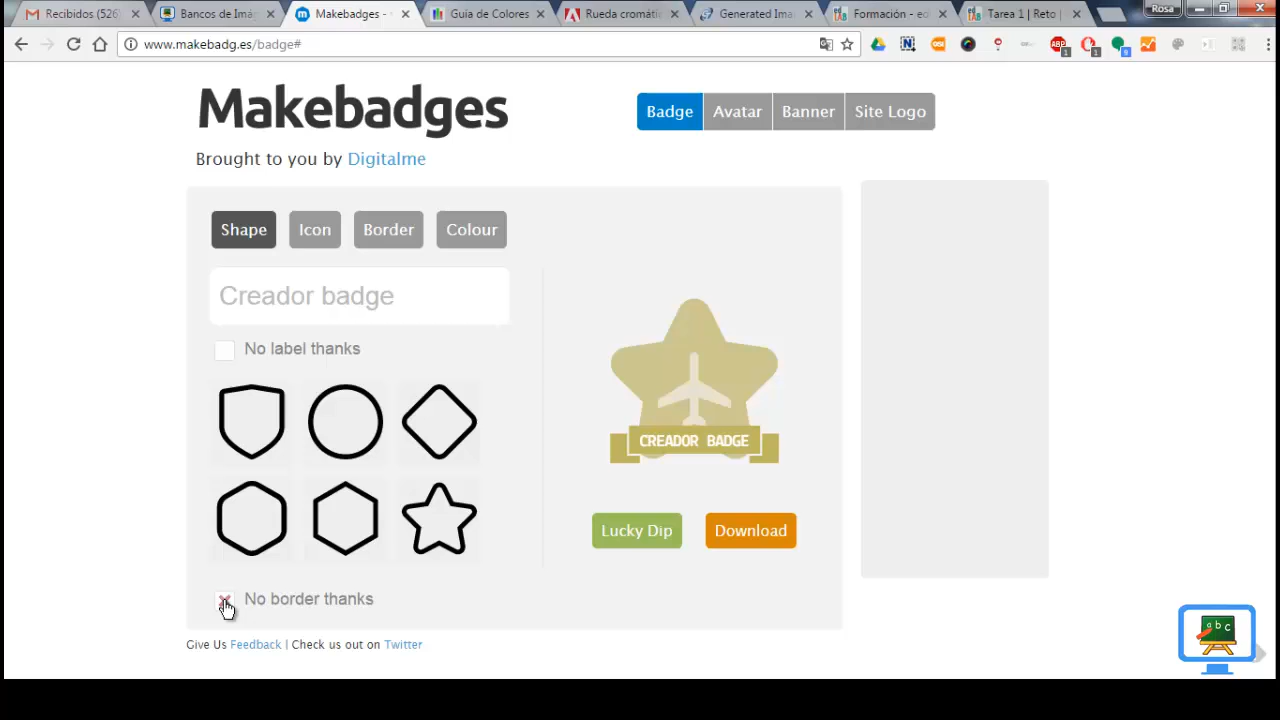 Recibidos (526)
Bancos de Imá
Makebadges -
Guia de Colores
Rueda cromáti
Generated Ima
Formación - ed
Tarea 1 | Reto |
Rosa
www.makebadg.es/badge#
Makebadges
Badge
Avatar
Banner
Site Logo
Brought to you by Digitalme
Shape
Icon
Border
Colour
Creador badge
No label thanks
CREADOR BADGE
Lucky Dip
Download
No border thanks
Give Us Feedback | Check us out on Twitter
abc